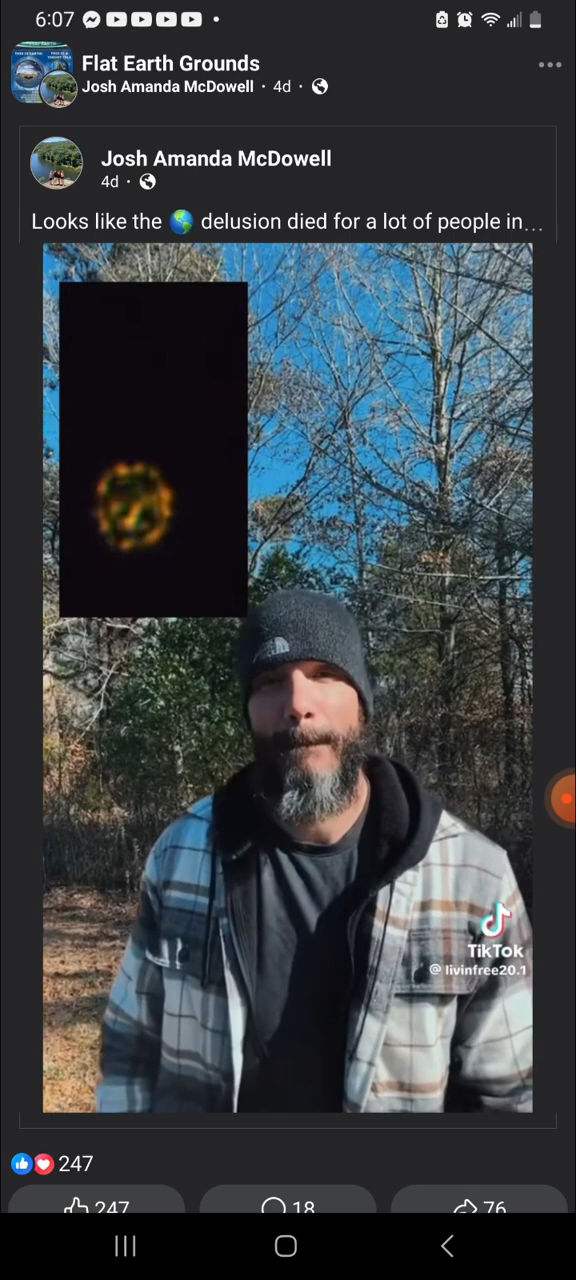 6:07
Flat Earth Grounds
Josh Amanda McDowell · 4d ·
Josh Amanda McDowell
4d ·
Looks like the 🌎 delusion died for a lot of people in...
TikTok
@ livinfree20.1
247
247
18
76